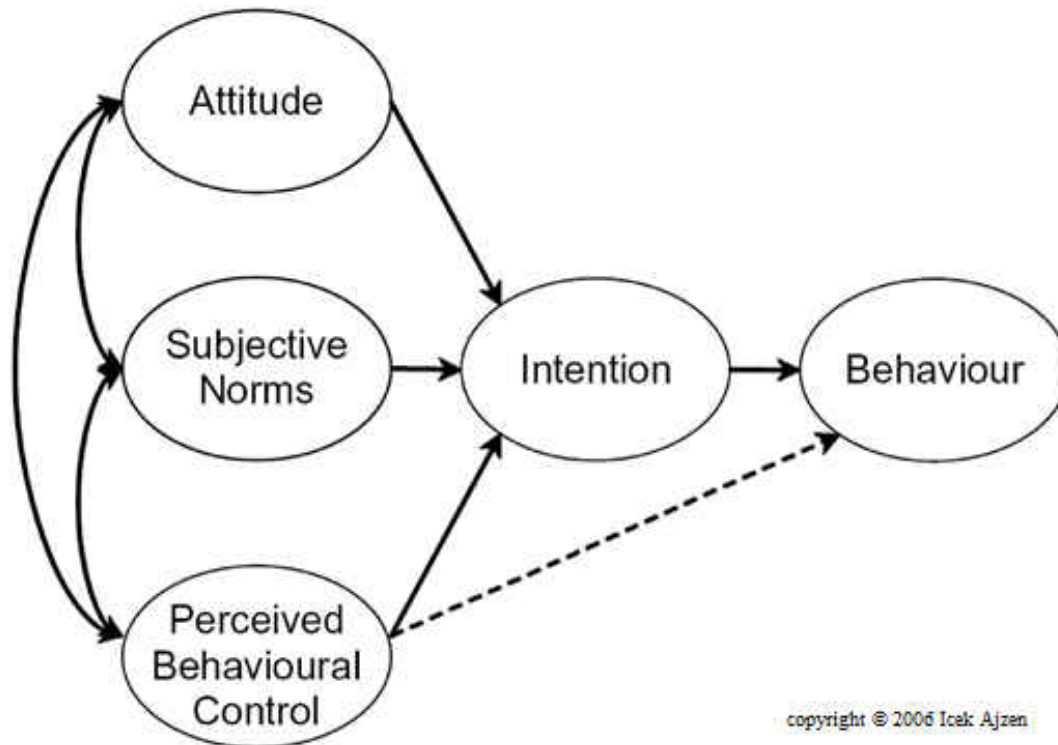 Attitude
Subjective
Norms
Intention
Behaviour
Perceived
Behavioural
Control
copyright © 2006 Icek Ajzen